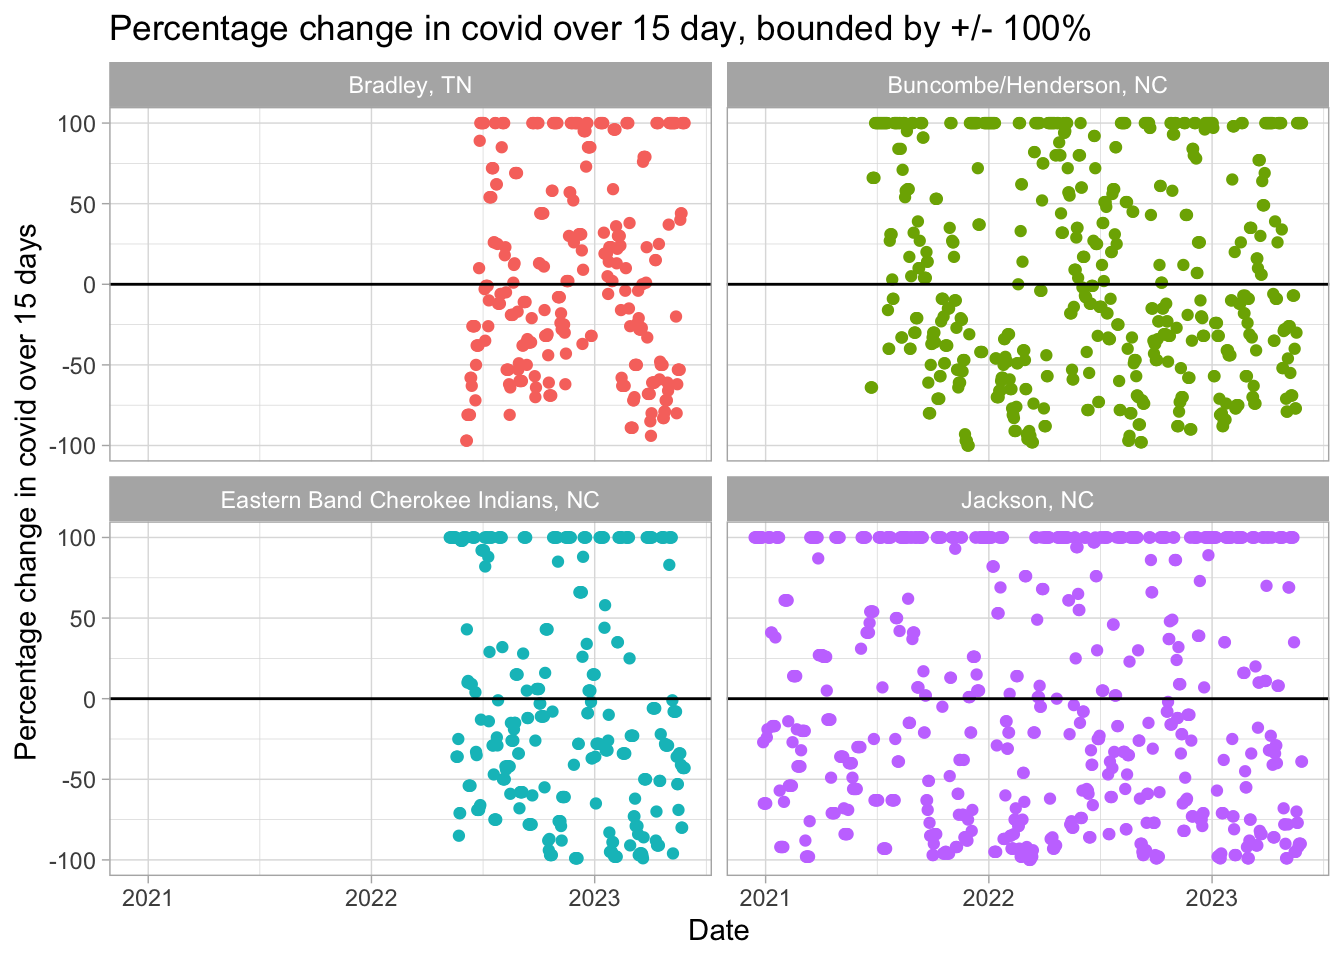 Percentage change in covid over 15 day, bounded by +/- 100%
Bradley, TN
Buncombe/Henderson, NC
100
50
0
-50
-100
Eastern Band Cherokee Indians, NC
Jackson, NC
100
50
0
-50
-100
Percentage change in covid over 15 days
2021
2022
2023
2021
2022
2023
Date